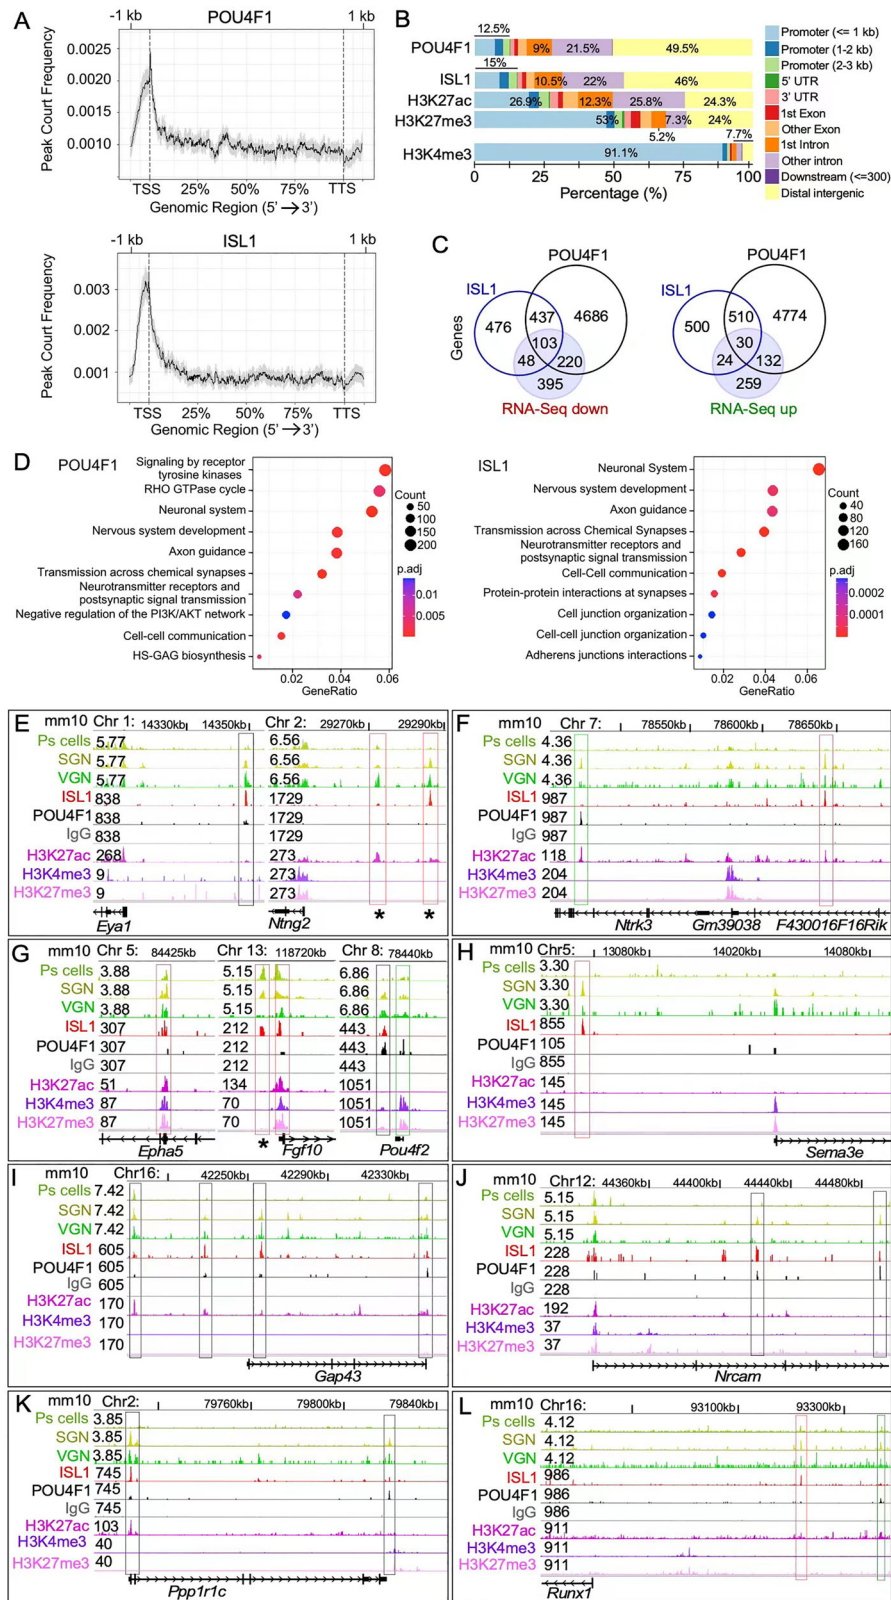 A
-1 kb POU4F1 1 kb
Peak Court Frequency
0.0025
0.0020
0.0010
0.0010
TSS 25% 50% 75% TTS
Genomic Region (5' → 3')
-1 kb ISL1 1 kb
Peak Court Frequency
0.003
0.002
0.001
TSS 25% 50% 75% TTS
Genomic Region (5' → 3')
B
12.5%
POU4F1 9% 21.5% 49.5%
15%
ISL1 10.5% 22% 46%
H3K27ac 26.9% 12.3% 25.8% 24.3%
H3K27me3 53% 7.3% 24%
5.2% 7.7%
H3K4me3 91.1%
0 25 50 75 100
Percentage (%)
Promoter (<= 1 kb)
Promoter (1-2 kb)
Promoter (2-3 kb)
5' UTR
3' UTR
1st Exon
Other Exon
1st Intron
Other intron
Downstream (<=300)
Distal intergenic
C
Genes
POU4F1
ISL1
476 437 4686
103
48 220
395
RNA-Seq down
POU4F1
ISL1
500 510 4774
30
24 132
259
RNA-Seq up
D
POU4F1
Signaling by receptor
tyrosine kinases
RHO GTPase cycle
Neuronal system
Nervous system development
Axon guidance
Transmission across chemical synapses
Neurotransmitter receptors and
postsynaptic signal transmission
Negative regulation of the PI3K/AKT network
Cell-cell communication
HS-GAG biosynthesis
0.02 0.04 0.06
GeneRatio
Count
50
100
150
200
p.adj
0.01
0.005
ISL1
Neuronal System
Nervous system development
Axon guidance
Transmission across Chemical Synapses
Neurotransmitter receptors and
postsynaptic signal transmission
Cell-Cell communication
Protein-protein interactions at synapses
Cell junction organization
Cell-cell junction organization
Adherens junctions interactions
0.02 0.04 0.06
GeneRatio
Count
40
80
120
160
p.adj
0.0002
0.0001
E
mm10 Chr 1: 14330kb 14350kb Chr 2: 29270kb 29290kb
Ps cells 5.77 6.56
SGN 5.77 6.56
VGN 5.77 6.56
ISL1 838 1729
POU4F1 838 1729
IgG 838 1729
H3K27ac 268 273
H3K4me3 9 273
H3K27me3 9 273
Eya1 Ntng2 * *
F
mm10 Chr 7: 78550kb 78600kb 78650kb
Ps cells 4.36
SGN 4.36
VGN 4.36
ISL1 987
POU4F1 987
IgG 987
H3K27ac 118
H3K4me3 204
H3K27me3 204
Ntrk3 Gm39038 F430016F16Rik
G
mm10 Chr 5: 84425kb Chr 13: 118720kb Chr 8: 78440kb
Ps cells 3.88 5.15 6.86
SGN 3.88 5.15 6.86
VGN 3.88 5.15 6.86
ISL1 307 212 443
POU4F1 307 212 443
IgG 307 212 443
H3K27ac 51 134 1051
H3K4me3 87 70 1051
H3K27me3 87 70 1051
Epha5 * Fgf10 Pou4f2
H
mm10 Chr5: 13080kb 14020kb 14080kb
Ps cells 3.30
SGN 3.30
VGN 3.30
ISL1 855
POU4F1 105
IgG 855
H3K27ac 145
H3K4me3 145
H3K27me3 145
Sema3e
I
mm10 Chr16: 42250kb 42290kb 42330kb
Ps cells 7.42
SGN 7.42
VGN 7.42
ISL1 605
POU4F1 605
IgG 605
H3K27ac 170
H3K4me3 170
H3K27me3 170
Gap43
J
mm10 Chr12: 44360kb 44400kb 44440kb 44480kb
Ps cells 5.15
SGN 5.15
VGN 5.15
ISL1 228
POU4F1 228
IgG 228
H3K27ac 192
H3K4me3 37
H3K27me3 37
Nrcam
K
mm10 Chr2: 79760kb 79800kb 79840kb
Ps cells 3.85
SGN 3.85
VGN 3.85
ISL1 745
POU4F1 745
IgG 745
H3K27ac 103
H3K4me3 40
H3K27me3 40
Ppp1r1c
L
mm10 Chr16: 93100kb 93300kb
Ps cells 4.12
SGN 4.12
VGN 4.12
ISL1 986
POU4F1 986
IgG 986
H3K27ac 911
H3K4me3 911
H3K27me3 911
Runx1